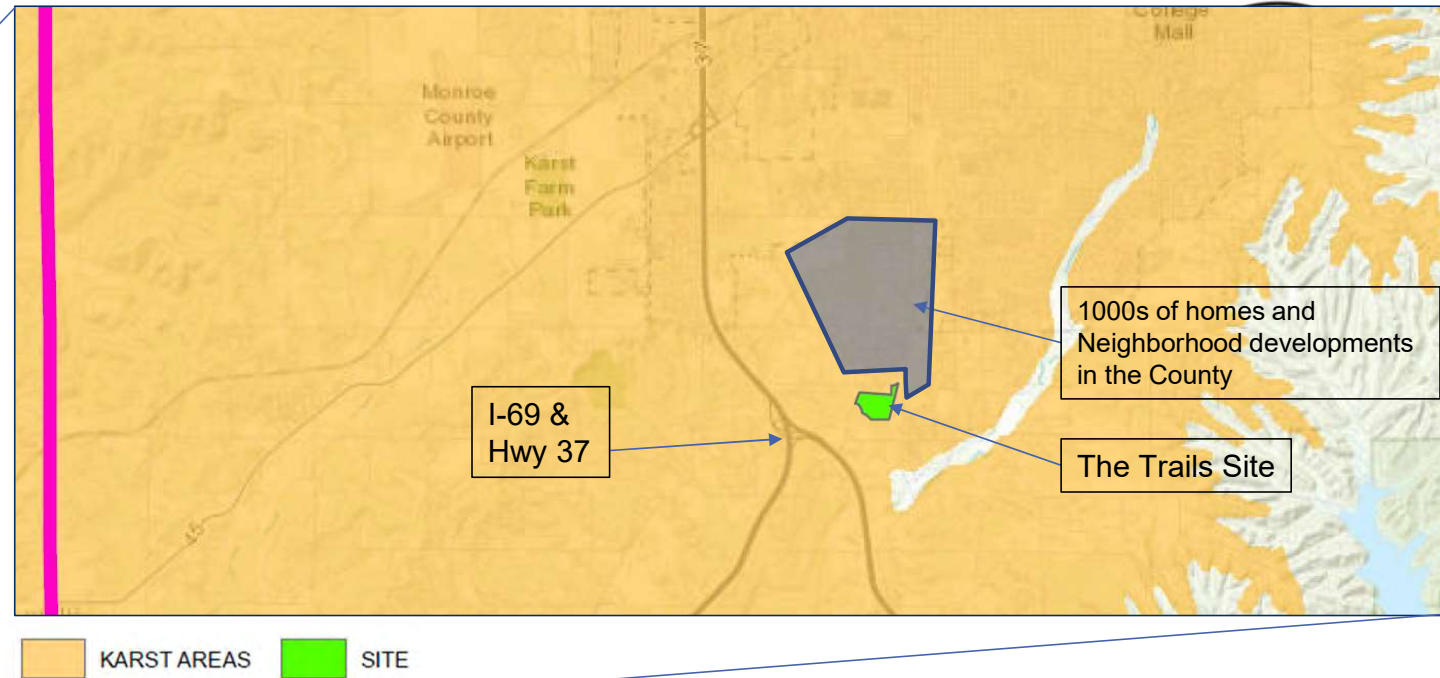 College
Mall
Monroe
County
Airport
Karst
Farm
Park
37
1000s of homes and
Neighborhood developments
in the County
I-69 &
Hwy 37
The Trails Site
45
KARST AREAS
SITE